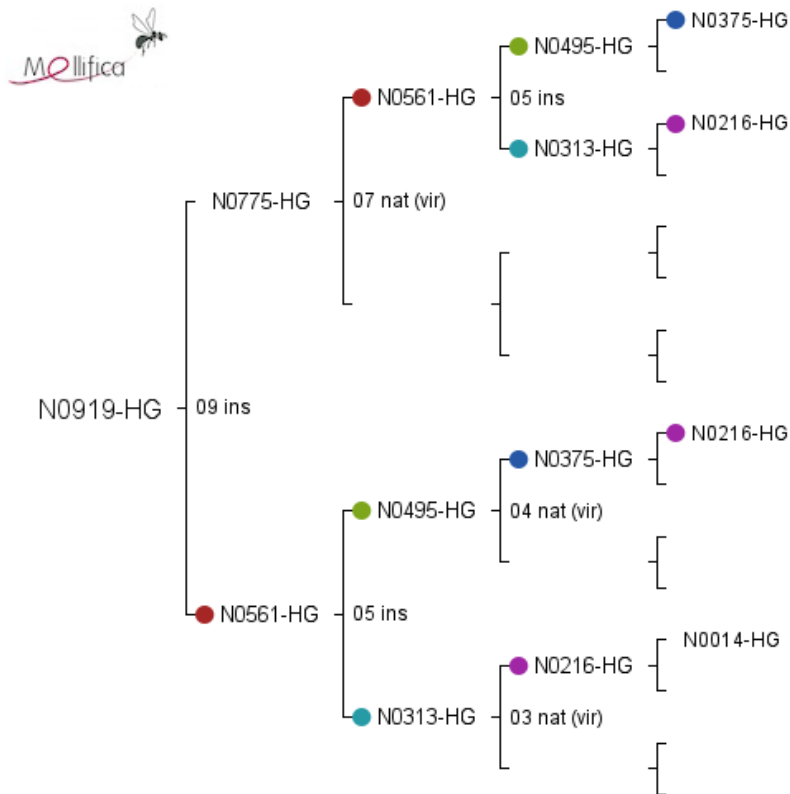 Mellifica
N0375-HG
N0495-HG
N0561-HG
05 ins
N0216-HG
N0313-HG
N0775-HG
07 nat (vir)
N0919-HG
09 ins
N0216-HG
N0375-HG
N0495-HG
04 nat (vir)
N0561-HG
05 ins
N0014-HG
N0216-HG
N0313-HG
03 nat (vir)